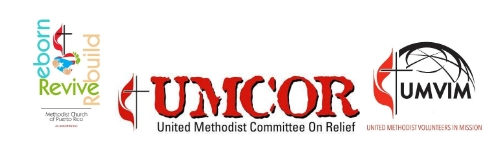 Reborn
Revive
Rebuild
Methodist Church
of Puerto Rico
UMCOR
United Methodist Committee On Relief
UMVIM
UNITED METHODIST VOLUNTEERS IN MISSION